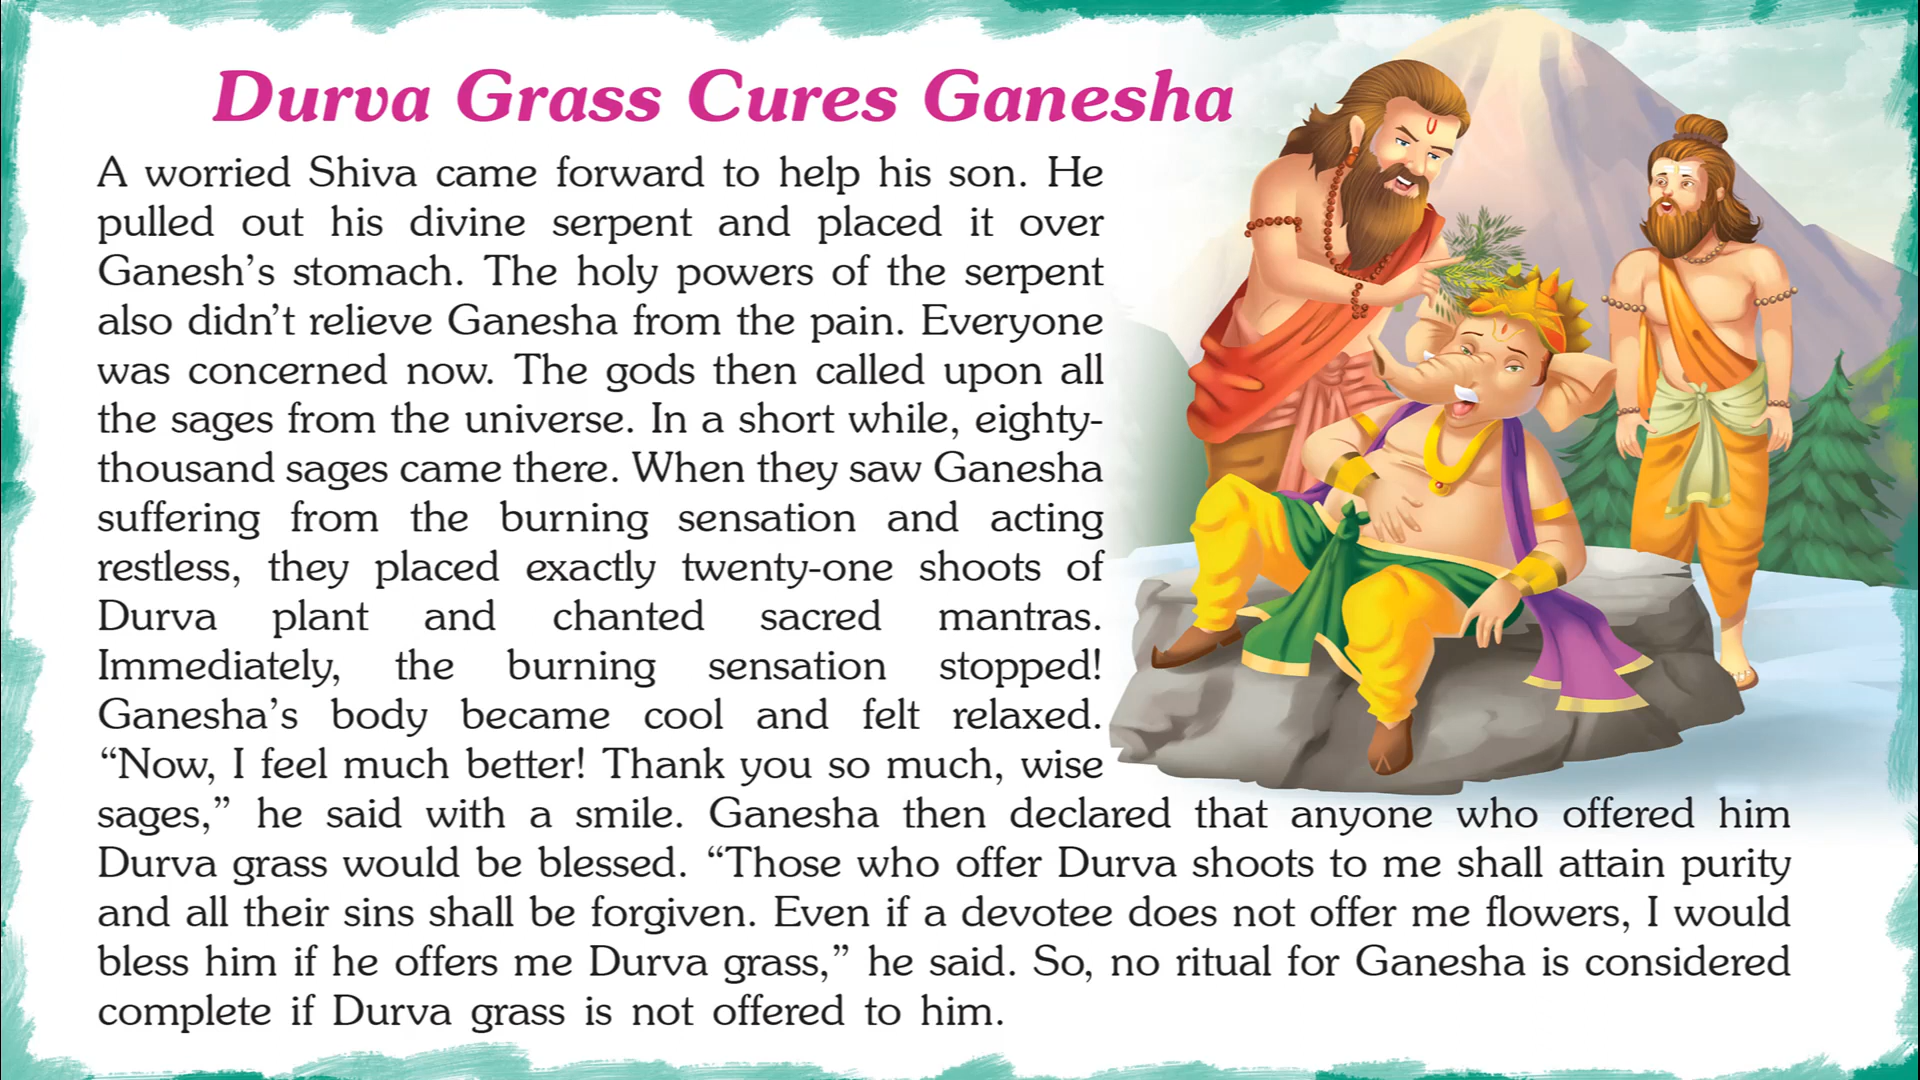 Durva Grass Cures Ganesha
A worried Shiva came forward to help his son. He
pulled out his divine serpent and placed it over
Ganesh’s stomach. The holy powers of the serpent
also didn’t relieve Ganesha from the pain. Everyone
was concerned now. The gods then called upon all
the sages from the universe. In a short while, eighty-
thousand sages came there. When they saw Ganesha
suffering from the burning sensation and acting
restless, they placed exactly twenty-one shoots of
Durva plant and chanted sacred mantras.
Immediately, the burning sensation stopped!
Ganesha’s body became cool and felt relaxed.
“Now, I feel much better! Thank you so much, wise
sages,” he said with a smile. Ganesha then declared that anyone who offered him
Durva grass would be blessed. “Those who offer Durva shoots to me shall attain purity
and all their sins shall be forgiven. Even if a devotee does not offer me flowers, I would
bless him if he offers me Durva grass,” he said. So, no ritual for Ganesha is considered
complete if Durva grass is not offered to him.